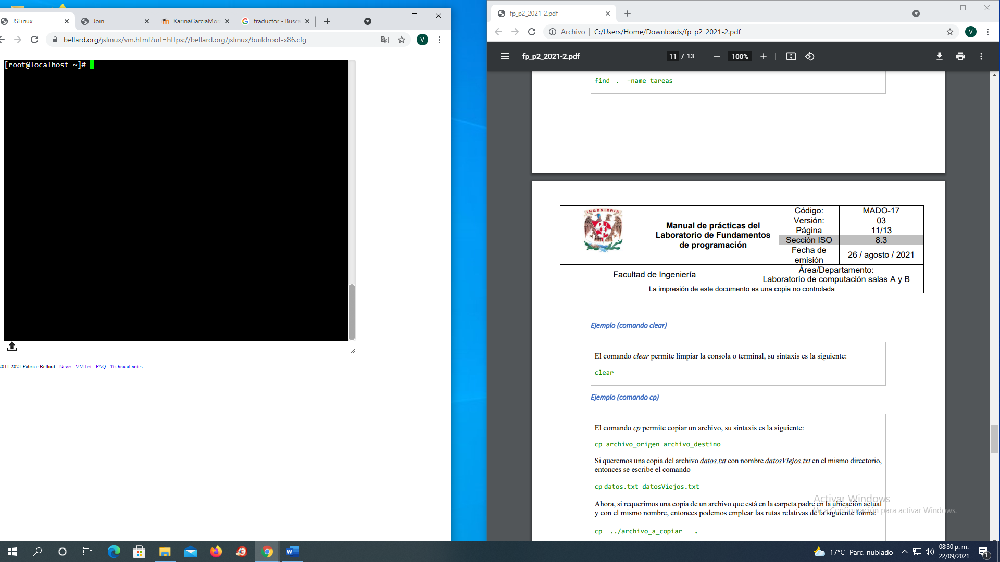 JSLinux
Join
KarinaGarciaMor
traductor - Busca
bellard.org/jslinux/vm.html?url=https://bellard.org/jslinux/buildroot-x86.cfg
V
[root@localhost ~]#
2011-2021 Fabrice Bellard - News - VM list - FAQ - Technical notes
fp_p2_2021-2.pdf
Archivo
C:/Users/Home/Downloads/fp_p2_2021-2.pdf
V
fp_p2_2021-2.pdf
11 / 13
100%
find . –name tareas
INGENIERIA
Manual de prácticas del
Laboratorio de Fundamentos
de programación
Código: MADO-17
Versión: 03
Página 11/13
Sección ISO 8.3
Fecha de
emisión
26 / agosto / 2021
Facultad de Ingeniería
Área/Departamento:
Laboratorio de computación salas A y B
La impresión de este documento es una copia no controlada
Ejemplo (comando clear)
El comando clear permite limpiar la consola o terminal, su sintaxis es la siguiente:
clear
Ejemplo (comando cp)
El comando cp permite copiar un archivo, su sintaxis es la siguiente:
cp archivo_origen archivo_destino
Si queremos una copia del archivo datos.txt con nombre datosViejos.txt en el mismo directorio,
entonces se escribe el comando
cp datos.txt datosViejos.txt
Ahora, si requerimos una copia de un archivo que está en la carpeta padre en la ubicación actual
y con el mismo nombre, entonces podemos emplear las rutas relativas de la siguiente forma:
cp ../archivo_a_copiar .
Activar Windows
Ve a Configuración para activar Windows.
17°C Parc. nublado
08:30 p. m.
22/09/2021
1